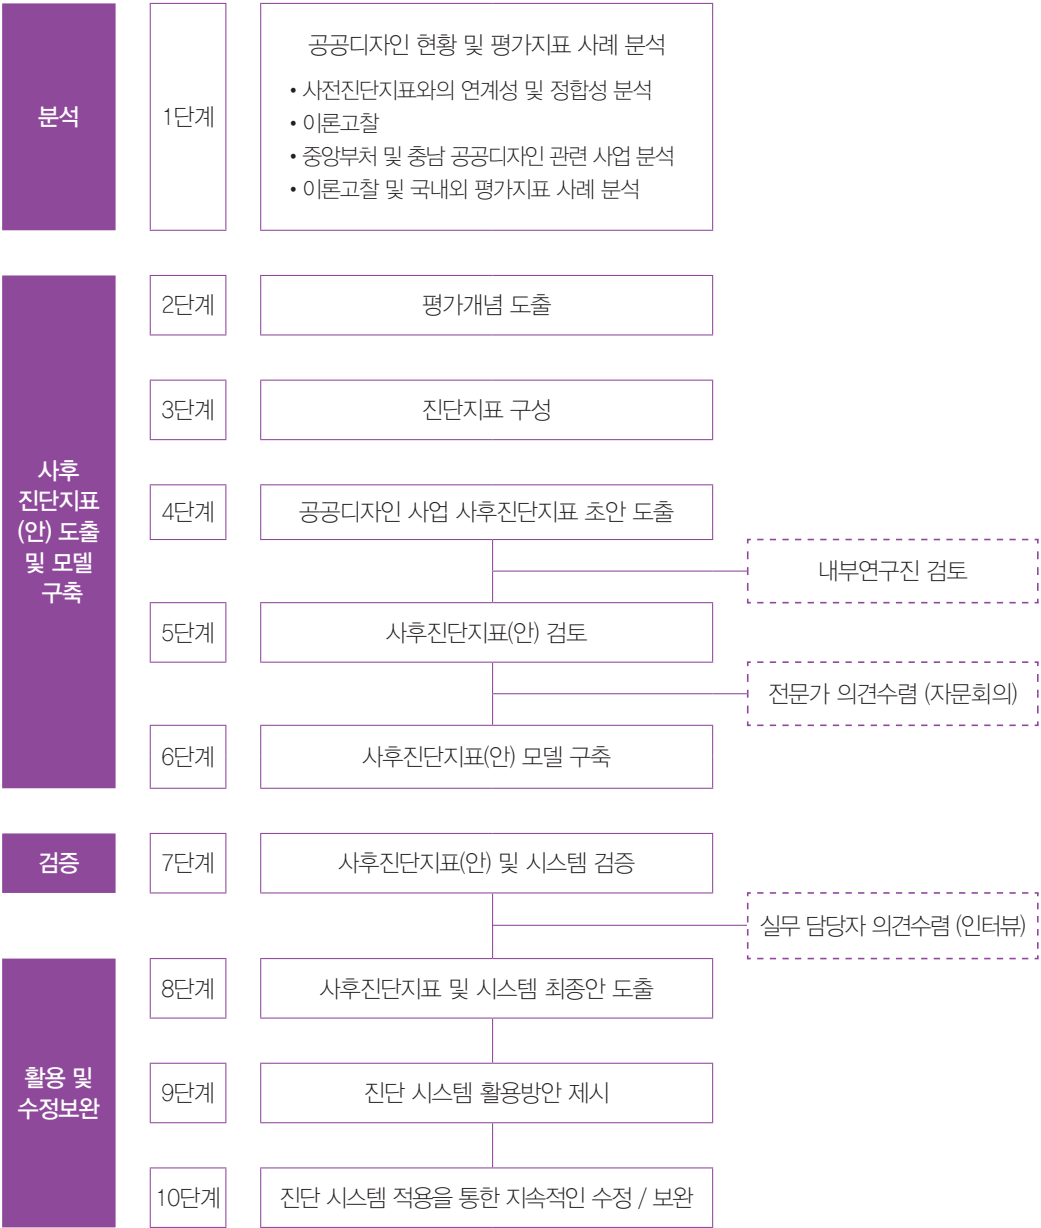 분석
1단계
공공디자인 현황 및 평가지표 사례 분석
• 사전진단지표와의 연계성 및 정합성 분석
• 이론고찰
• 중앙부처 및 충남 공공디자인 관련 사업 분석
• 이론고찰 및 국내외 평가지표 사례 분석
사후
진단지표
(안) 도출
및 모델
구축
2단계
평가개념 도출
3단계
진단지표 구성
4단계
공공디자인 사업 사후진단지표 초안 도출
내부연구진 검토
5단계
사후진단지표(안) 검토
전문가 의견수렴 (자문회의)
6단계
사후진단지표(안) 모델 구축
검증
7단계
사후진단지표(안) 및 시스템 검증
실무 담당자 의견수렴 (인터뷰)
활용 및
수정보완
8단계
사후진단지표 및 시스템 최종안 도출
9단계
진단 시스템 활용방안 제시
10단계
진단 시스템 적용을 통한 지속적인 수정 / 보완